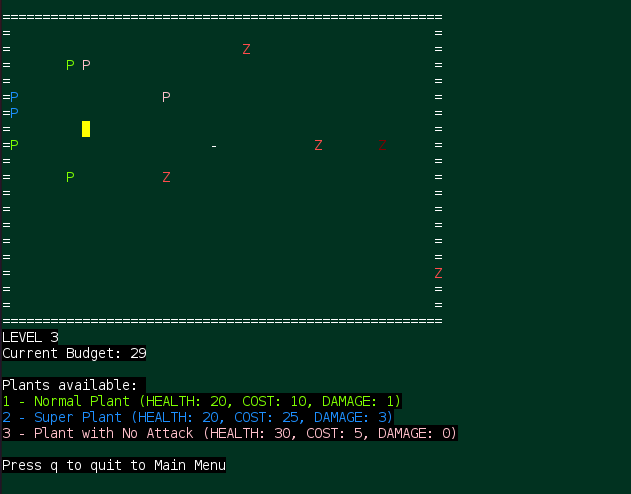 =======================================================
= =
= Z =
= P P =
= =
=P P =
=P =
= =
=P - Z Z =
= =
= P Z =
= =
= =
= =
= =
= =
= Z
= =
= =
=======================================================
LEVEL 3
Current Budget: 29
Plants available:
1 - Normal Plant (HEALTH: 20, COST: 10, DAMAGE: 1)
2 - Super Plant (HEALTH: 20, COST: 25, DAMAGE: 3)
3 - Plant with No Attack (HEALTH: 30, COST: 5, DAMAGE: 0)
Press q to quit to Main Menu